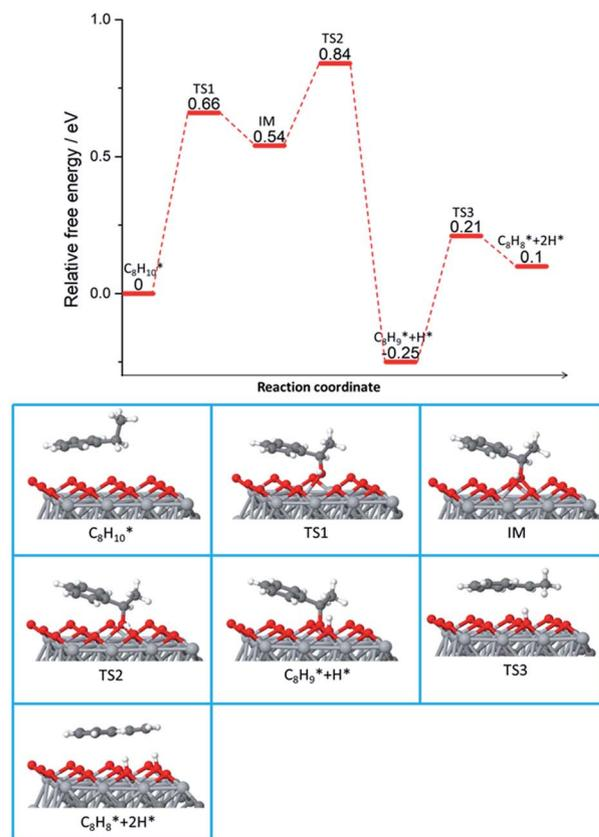 1.0
TS2
0.84
TS1
0.66
IM
0.54
0.5
Relative free energy / eV
TS3
0.21
C₈H₈*+2H*
0.1
C₈H₁₀*
0
0.0
C₈H₉*+H*
-0.25
Reaction coordinate
C₈H₁₀*
TS1
IM
TS2
C₈H₉*+H*
TS3
C₈H₈*+2H*